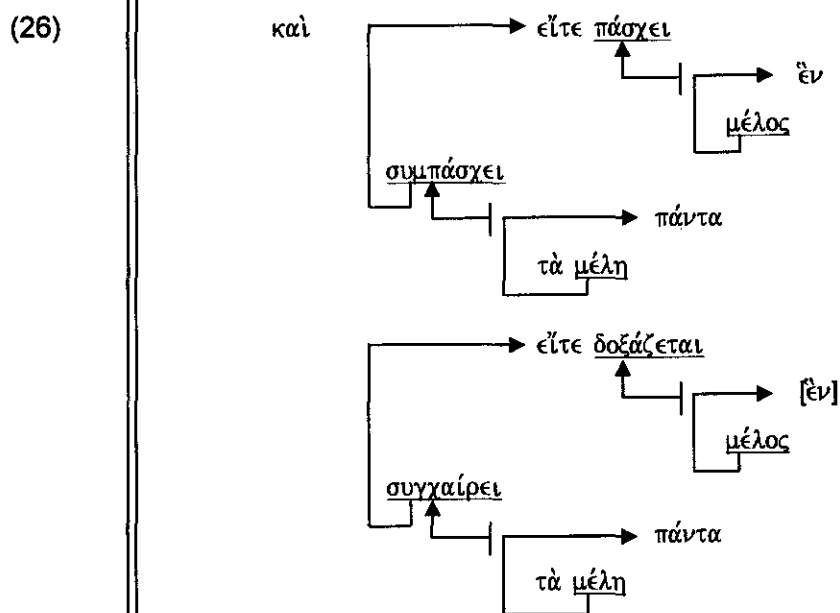 (26) καὶ εἴτε πάσχει
ἓν
μέλος
συμπάσχει
πάντα
τὰ μέλη
εἴτε δοξάζεται
[ἓν]
μέλος
συγχαίρει
πάντα
τὰ μέλη